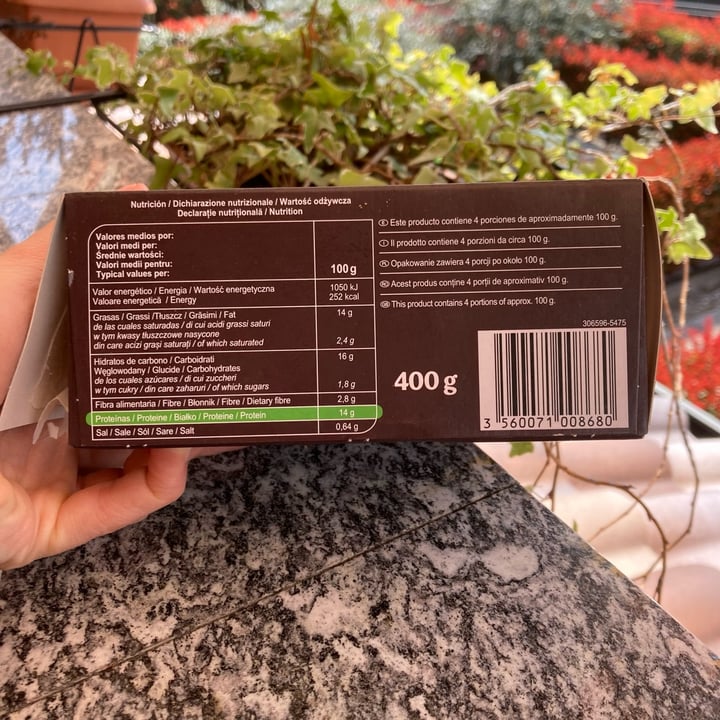 Nutrición / Dichiarazione nutrizionale / Wartość odżywcza
Declarație nutrițională / Nutrition
Valores medios por:
Valori medi per:
Średnie wartości:
Valori medii pentru:
Typical values per:
100 g
Valor energético / Energia / Wartość energetyczna
Valoare energetică / Energy
1050 kJ
252 kcal
Grasas / Grassi / Tłuszcz / Grăsimi / Fat
14 g
de las cuales saturadas / di cui acidi grassi saturi
w tym kwasy tłuszczowe nasycone
din care acizi grași saturați / of which saturated
2,4 g
Hidratos de carbono / Carboidrati
16 g
Węglowodany / Glucide / Carbohydrates
de los cuales azúcares / di cui zuccheri
w tym cukry / din care zaharuri / of which sugars
1,8 g
Fibra alimentaria / Fibre / Błonnik / Fibre / Dietary fibre
2,8 g
Proteínas / Proteine / Białko / Proteine / Protein
14 g
Sal / Sale / Sól / Sare / Salt
0,64 g
Este producto contiene 4 porciones de aproximadamente 100 g.
Il prodotto contiene 4 porzioni da circa 100 g.
Opakowanie zawiera 4 porcji po około 100 g.
Acest produs conține 4 porții de aproximativ 100 g.
This product contains 4 portions of approx. 100 g.
306596-5475
400 g
3 560071 008680